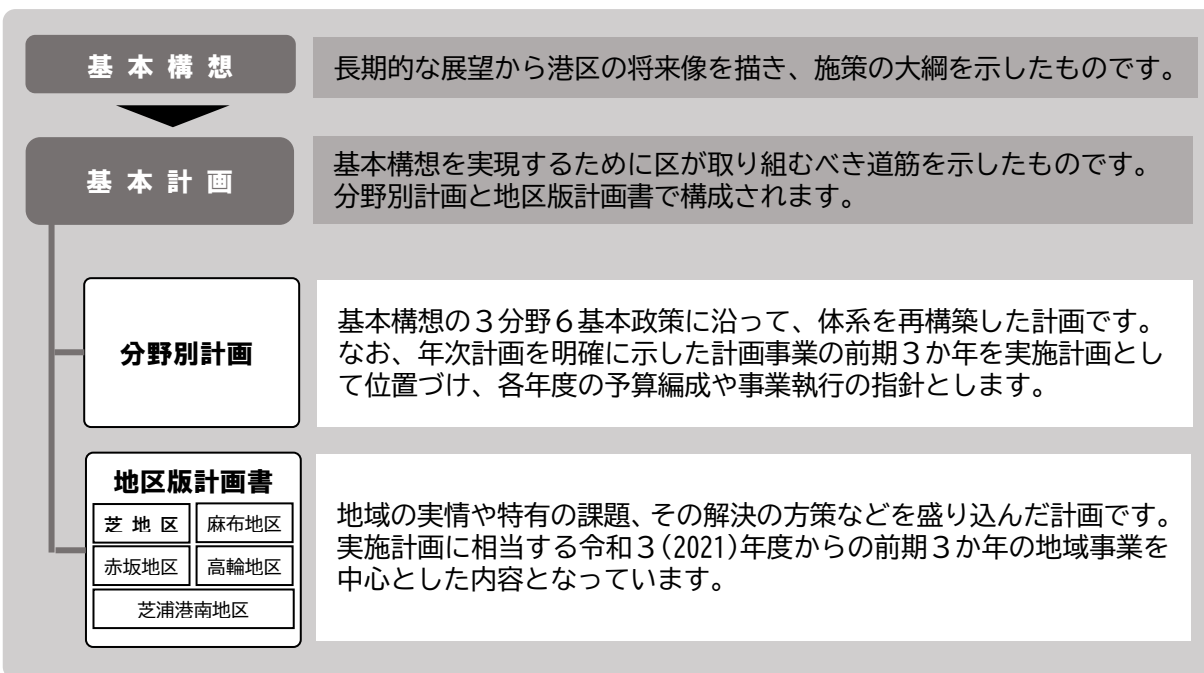 基本構想
長期的な展望から港区の将来像を描き、施策の大綱を示したものです。
基本計画
基本構想を実現するために区が取り組むべき道筋を示したものです。
分野別計画と地区版計画書で構成されます。
分野別計画
基本構想の３分野６基本政策に沿って、体系を再構築した計画です。
なお、年次計画を明確に示した計画事業の前期３か年を実施計画とし
て位置づけ、各年度の予算編成や事業執行の指針とします。
地区版計画書
芝地区
麻布地区
赤坂地区
高輪地区
芝浦港南地区
地域の実情や特有の課題、その解決の方策などを盛り込んだ計画です。
実施計画に相当する令和３(2021)年度からの前期３か年の地域事業を
中心とした内容となっています。